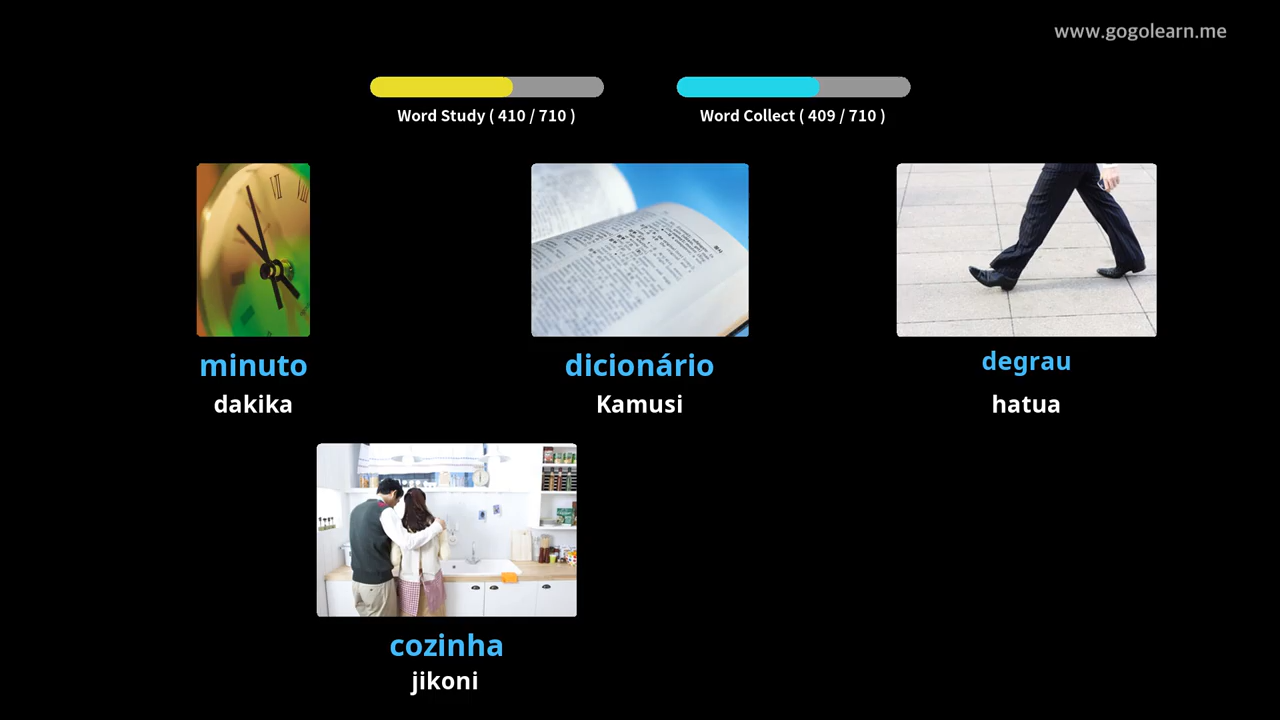 www.gogolearn.me
Word Study ( 410 / 710 )
Word Collect ( 409 / 710 )
minuto
dakika
dicionário
Kamusi
degrau
hatua
cozinha
jikoni